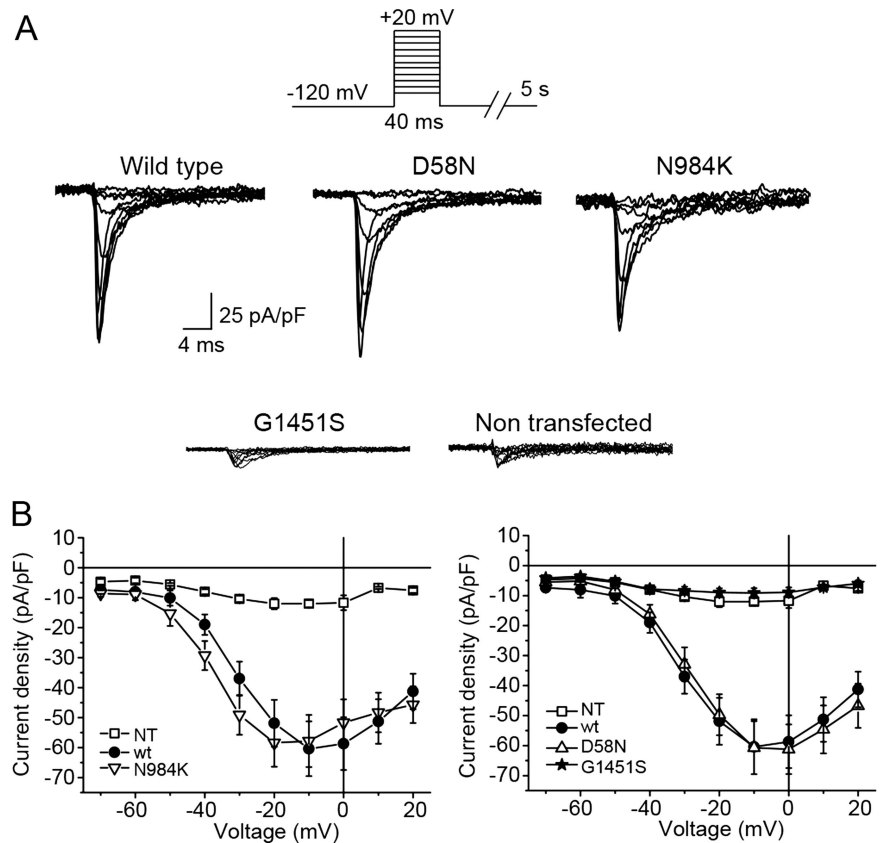 A
+20 mV
-120 mV
5 s
40 ms
Wild type
D58N
N984K
25 pA/pF
4 ms
G1451S
Non transfected
B
10
0
-10
-20
-30
-40
-50
-60
-70
Current density (pA/pF)
NT
wt
N984K
-60
-40
-20
0
20
Voltage (mV)
10
0
-10
-20
-30
-40
-50
-60
-70
Current density (pA/pF)
NT
wt
D58N
G1451S
-60
-40
-20
0
20
Voltage (mV)